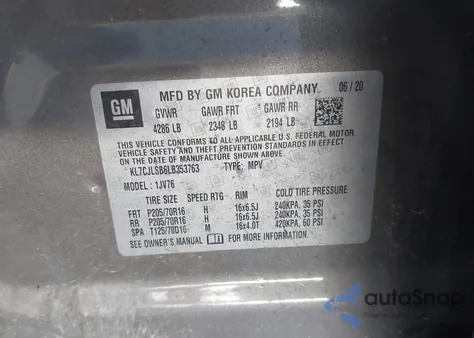 GM
MFD BY GM KOREA COMPANY 06/20
GVWR GAWR FRT GAWR RR
4286 LB 2348 LB 2194 LB
THIS VEHICLE CONFORMS TO ALL APPLICABLE U.S. FEDERAL MOTOR
VEHICLE SAFETY, BUMPER, AND THEFT PREVENTION STANDARDS IN EFFECT ON
THE DATE OF MANUFACTURE SHOWN ABOVE.
KL7CJLSB6LB353763 TYPE: MPV
MODEL: 1JV76
TIRE SIZE SPEED RTG RIM COLD TIRE PRESSURE
FRT P205/70R16 H 16x6.5J 240KPA, 35 PSI
RR P205/70R16 H 16x6.5J 240KPA, 35 PSI
SPA T125/70D16 M 16x4.0T 420KPA, 60 PSI
SEE OWNER'S MANUAL FOR MORE INFORMATION.
autoSnap